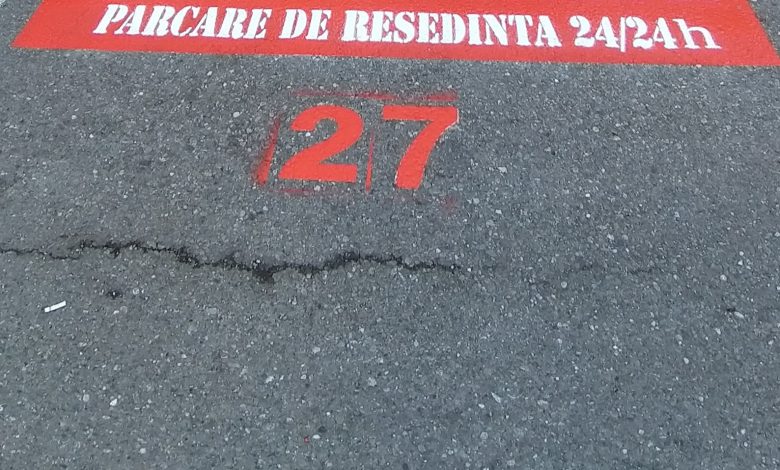 PARCARE DE RESEDINTA 24/24h
27